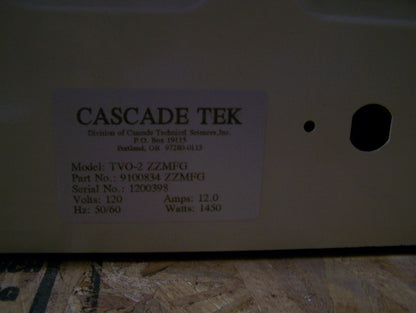 CASCADE TEK
Division of Cascade Technical Sciences,Inc.
P.O. Box 19115
Portland, OR 97280-0115
Model: TVO-2 ZZMFG
Part No.: 9100834 ZZMFG
Serial No.: 1200398
Volts: 120 Amps: 12.0
Hz: 50/60 Watts: 1450